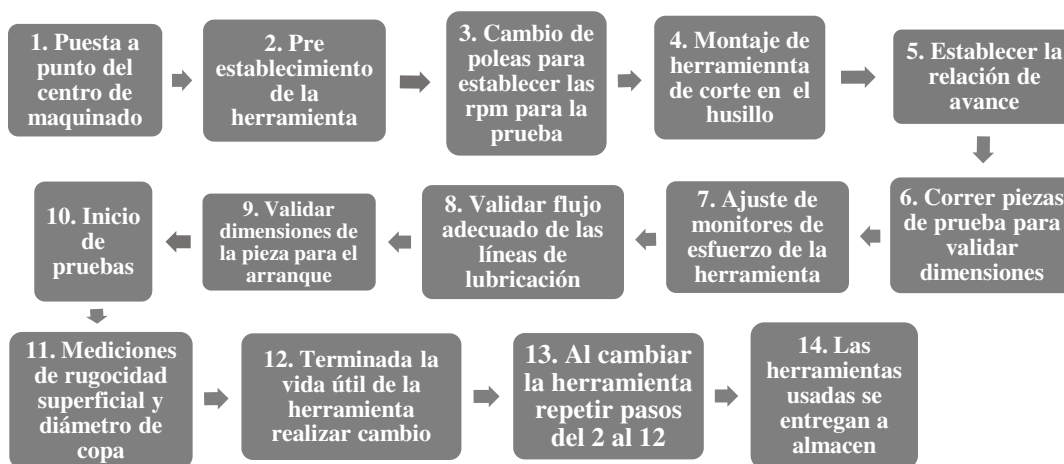 1. Puesta a
punto del
centro de
maquinado
2. Pre
establecimiento
de la
herramienta
3. Cambio de
poleas para
establecer las
rpm para la
prueba
4. Montaje de
herramiennta
de corte en el
husillo
5. Establecer la
relación de
avance
6. Correr piezas
de prueba para
validar
dimensiones
7. Ajuste de
monitores de
esfuerzo de la
herramienta
8. Validar flujo
adecuado de las
líneas de
lubricación
9. Validar
dimensiones de
la pieza para el
arranque
10. Inicio
de
pruebas
11. Mediciones
de rugocidad
superficial y
diámetro de
copa
12. Terminada la
vida útil de la
herramienta
realizar cambio
13. Al cambiar
la herramienta
repetir pasos
del 2 al 12
14. Las
herramientas
usadas se
entregan a
almacen